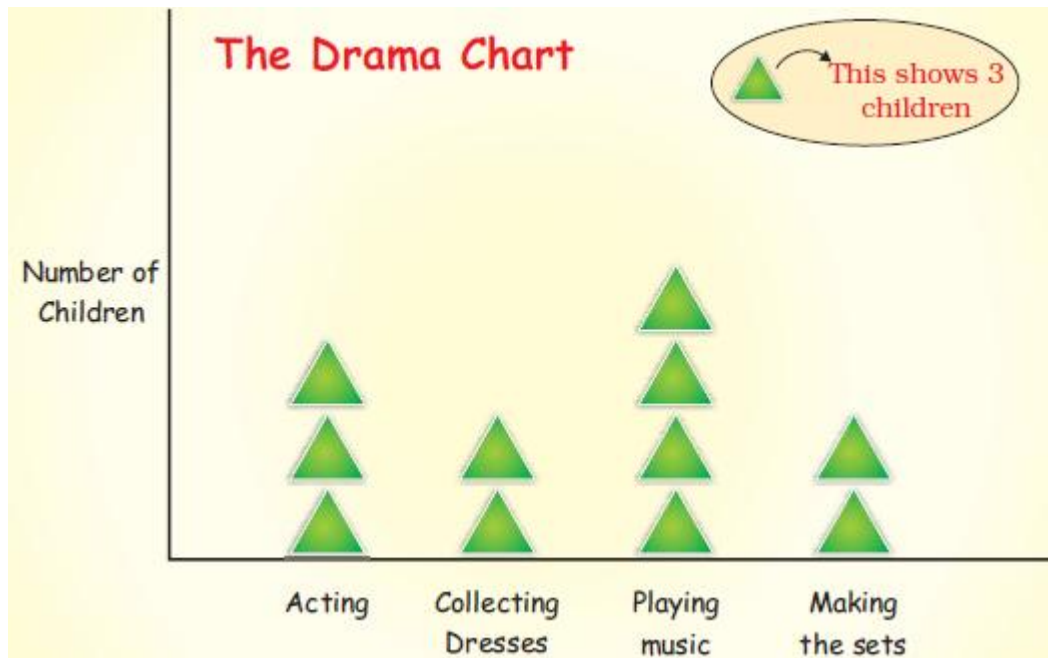 The Drama Chart
This shows 3
children
Number of
Children
Acting
Collecting
Dresses
Playing
music
Making
the sets